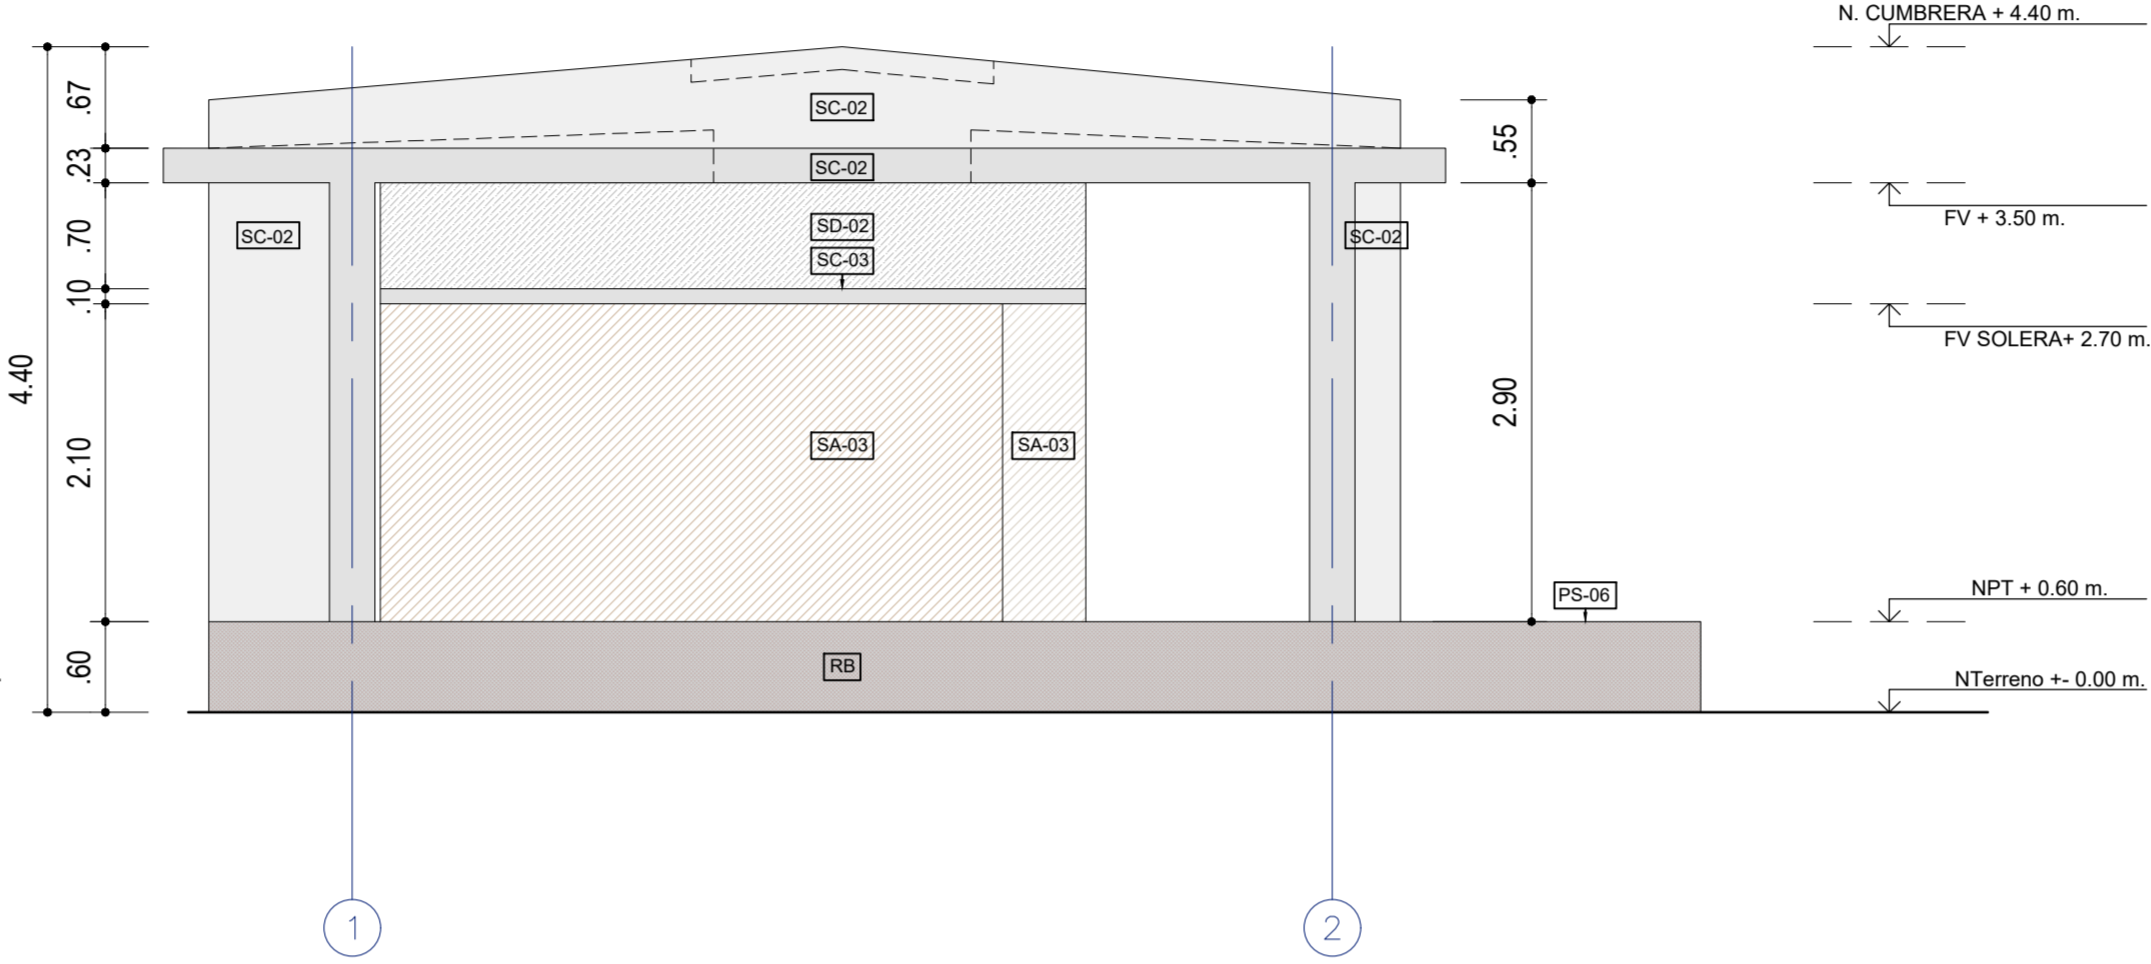 N. CUMBRERA + 4.40 m.
.67
SC-02
.55
.23
SC-02
.70
SC-02
SD-02
SC-02
FV + 3.50 m.
SC-03
.10
FV SOLERA+ 2.70 m.
4.40
2.90
2.10
SA-03
SA-03
PS-06
NPT + 0.60 m.
.60
RB
NTerreno +- 0.00 m.
1
2